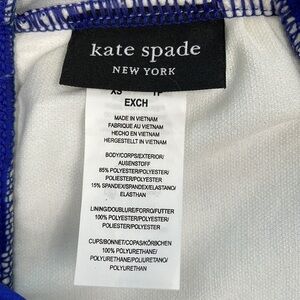 kate spade
NEW YORK
XS TP
EXCH
MADE IN VIETNAM
FABRIQUE AU VIETNAM
HECHO EN VIETNAM
HERGESTELLT IN VIETNAM
BODY/CORPS/EXTERIOR/
AUßENSTOFF
85% POLYESTER/POLYESTER/
POLIESTER/POLYESTER
15% SPANDEX/SPANDEX/ELASTANO/
ELASTHAN
LINING/DOUBLURE/FORRO/FUTTER
100% POLYESTER/POLYESTER/
POLIESTER/POLYESTER
CUPS/BONNET/COPAS/KÖRBCHEN
100% POLYURETHANE/
POLYURETHANE/POLIURETANO/
POLYURETHAN